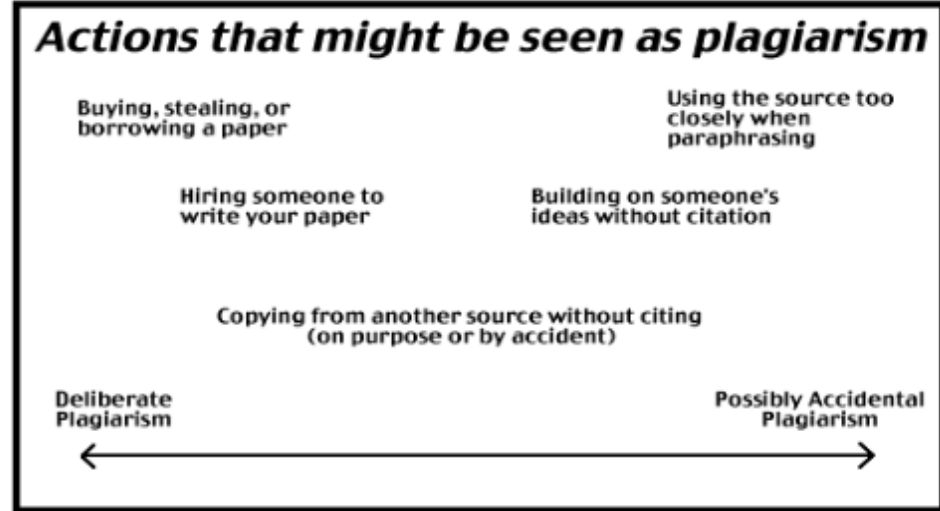 Actions that might be seen as plagiarism
Buying, stealing, or
borrowing a paper
Using the source too
closely when
paraphrasing
Hiring someone to
write your paper
Building on someone's
ideas without citation
Copying from another source without citing
(on purpose or by accident)
Deliberate
Plagiarism
Possibly Accidental
Plagiarism